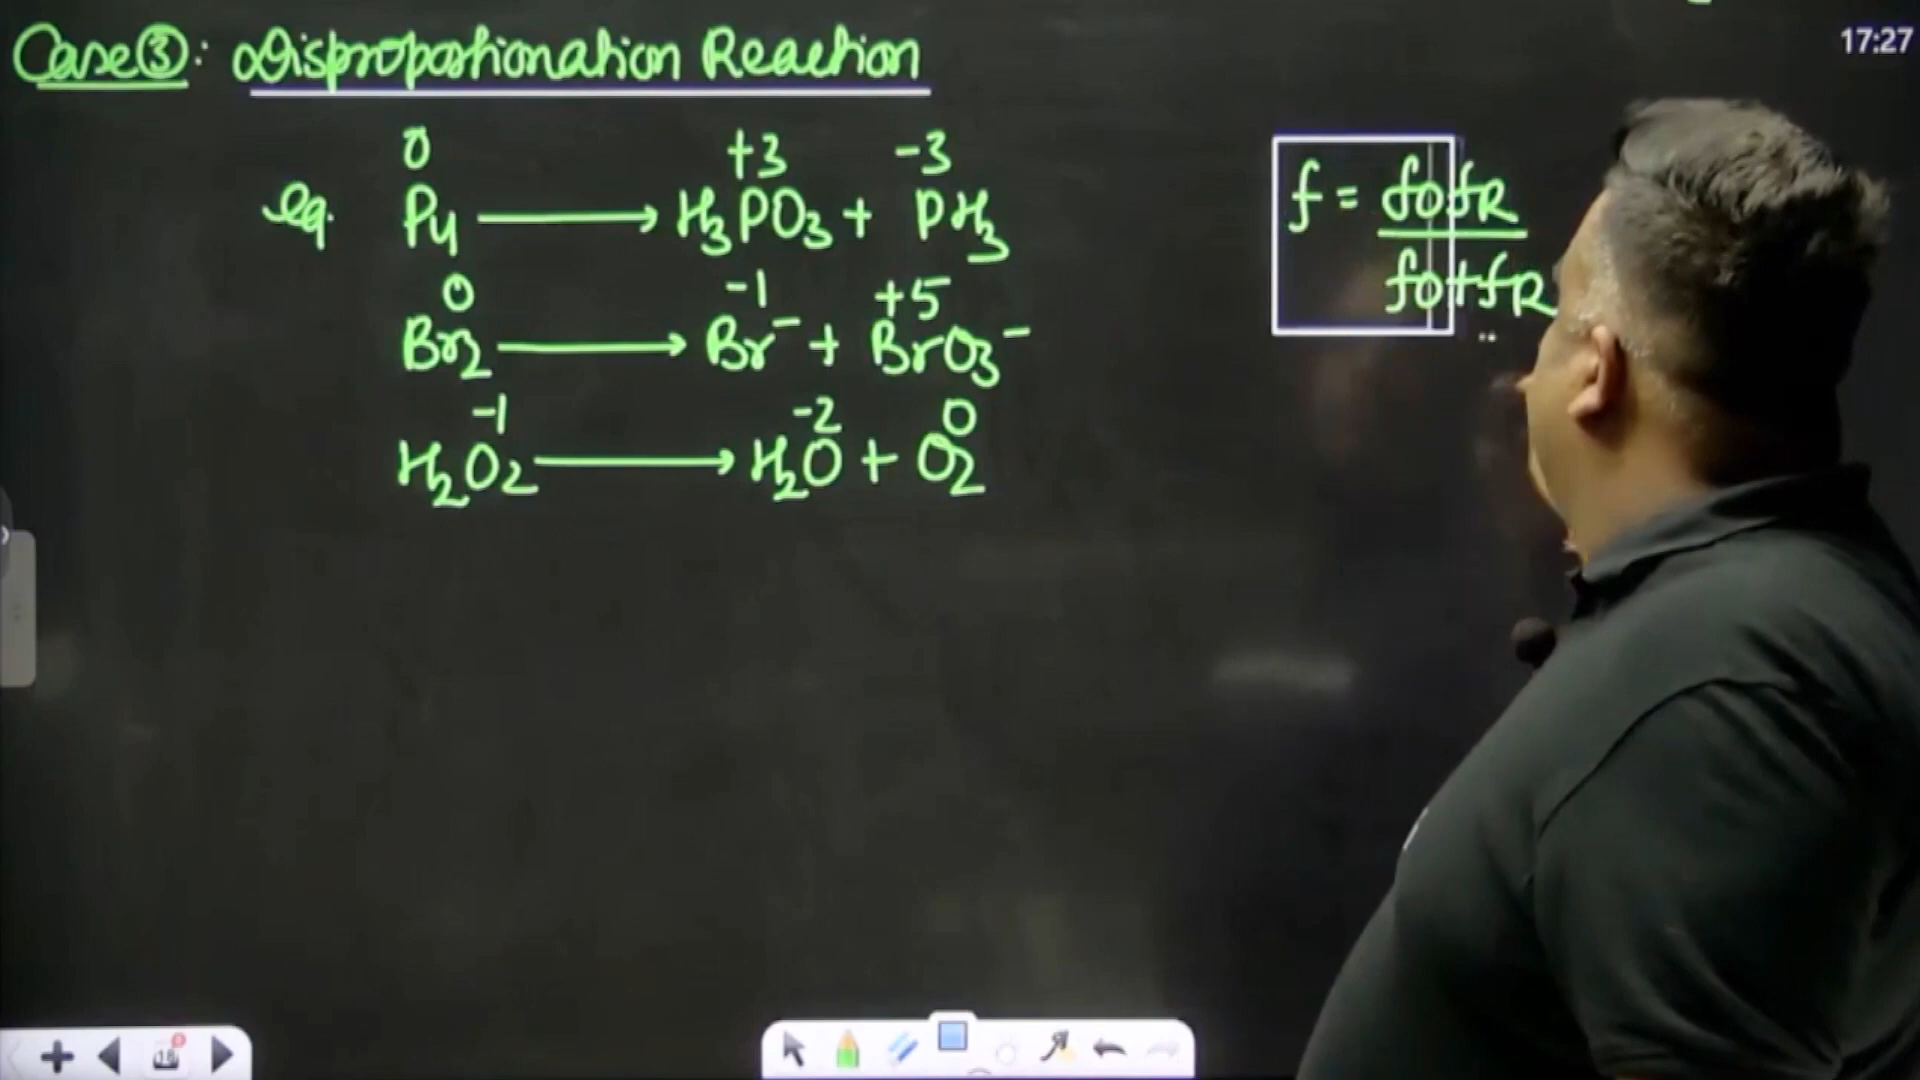 Case③: Disproportionation Reaction
17:27
0 +3 -3
eg. P4 ⟶ H3PO3 + PH3
0 -1 +5
Br2 ⟶ Br⁻ + BrO3⁻
-1 -2 0
H2O2 ⟶ H2O + O2
f = fOfR
fO+fR
18